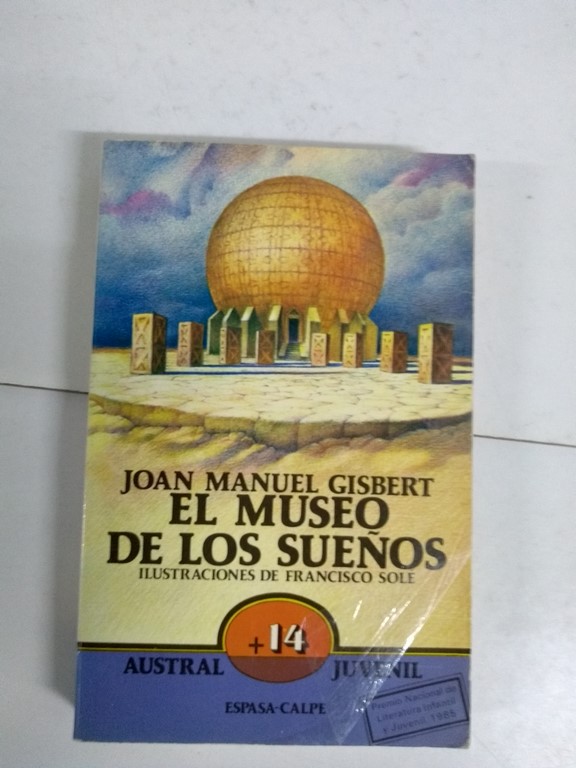 JOAN MANUEL GISBERT
EL MUSEO
DE LOS SUEÑOS
ILUSTRACIONES DE FRANCISCO SOLE
+14
AUSTRAL JUVENIL
ESPASA-CALPE
Premio Nacional de
Literatura Infantil
y Juvenil 1985